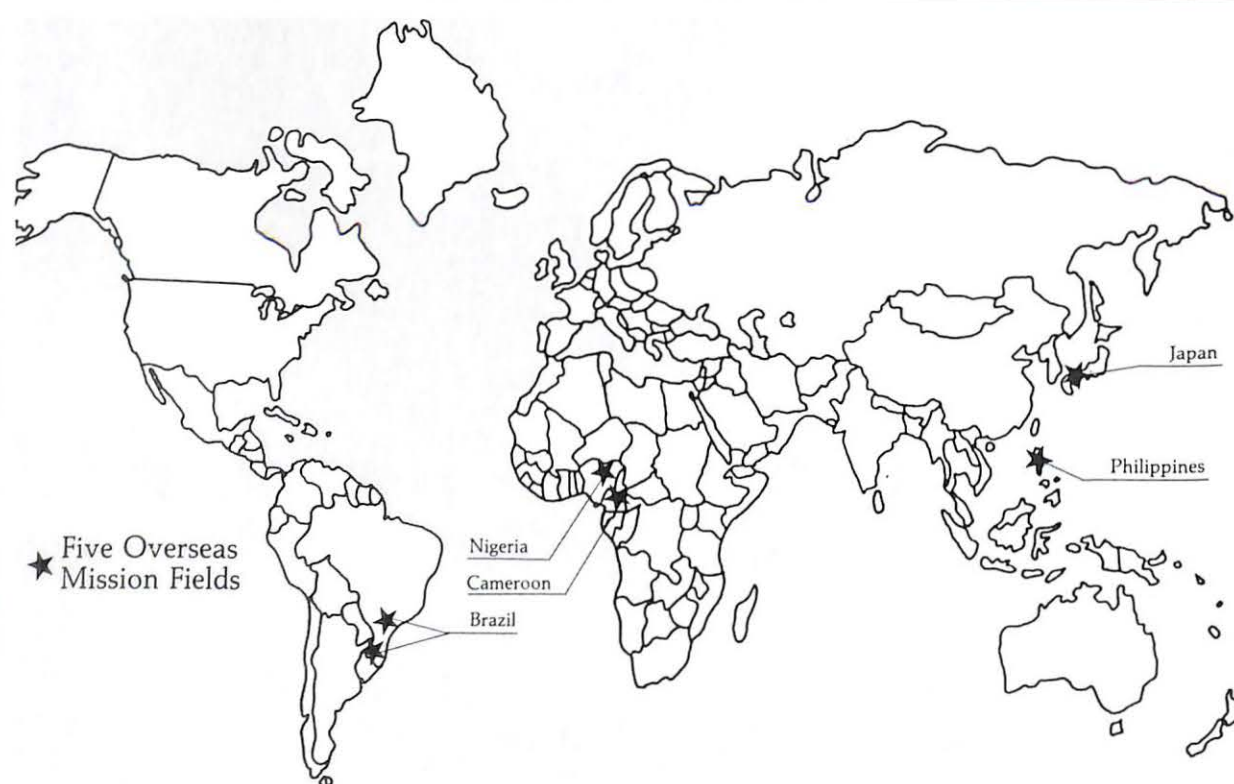 Japan
Philippines
Nigeria
Cameroon
Brazil
Five Overseas
Mission Fields